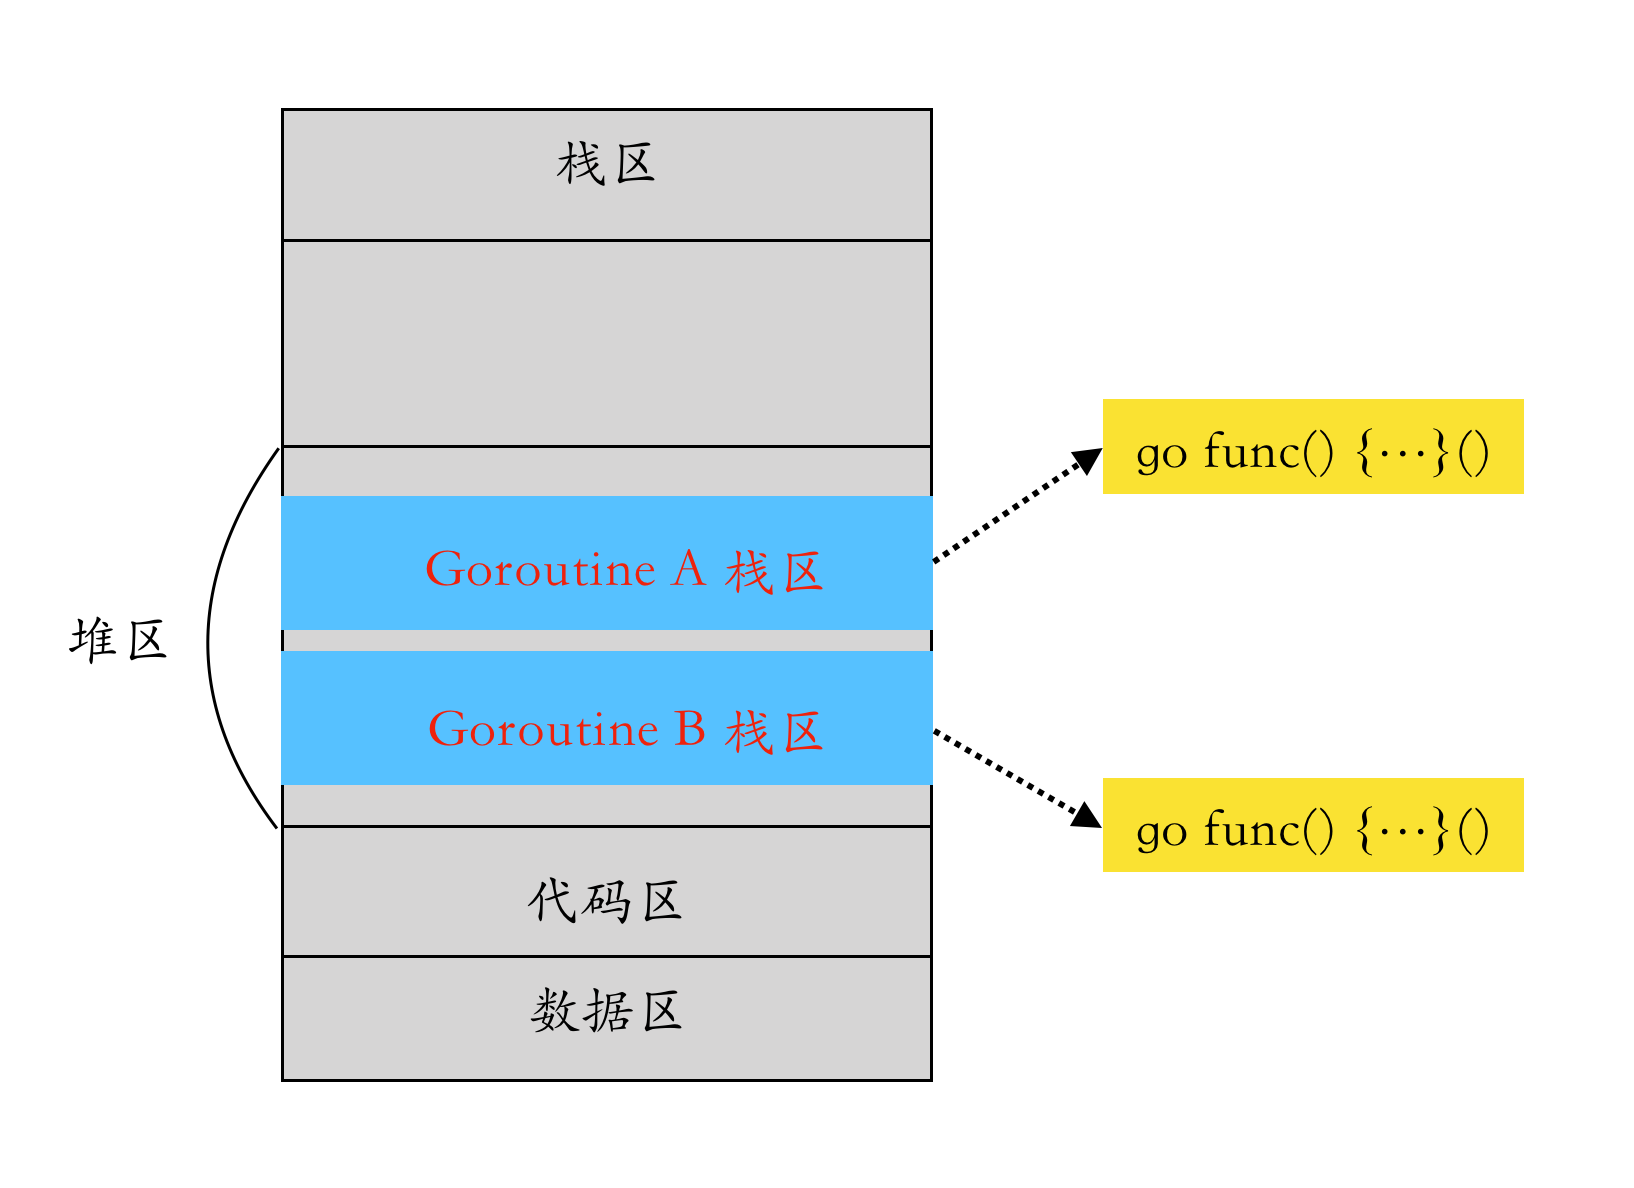 栈区
go func() {···}()
Goroutine A 栈区
堆区
Goroutine B 栈区
go func() {···}()
代码区
数据区